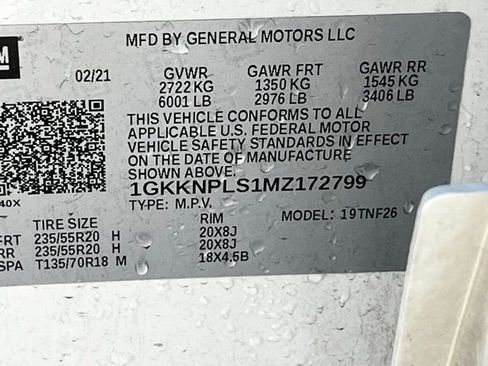 GM
MFD BY GENERAL MOTORS LLC
02/21 GVWR GAWR FRT GAWR RR
2722 KG 1350 KG 1545 KG
6001 LB 2976 LB 3406 LB
THIS VEHICLE CONFORMS TO ALL
APPLICABLE U.S. FEDERAL MOTOR
VEHICLE SAFETY STANDARDS IN EFFECT
ON THE DATE OF MANUFACTURE
SHOWN ABOVE.
1GKKNPLS1MZ172799
40X TYPE: M.P.V. MODEL: 19TNF26
TIRE SIZE RIM
FRT 235/55R20 H 20X8J
RR 235/55R20 H 20X8J
SPA T135/70R18 M 18X4.5B